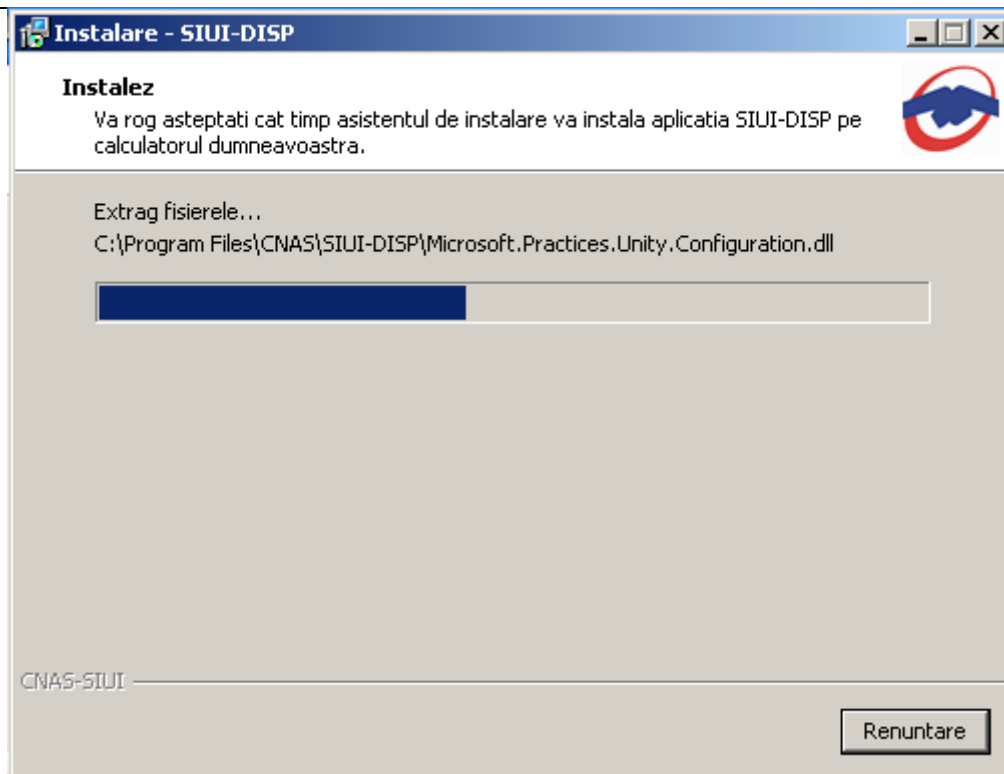 Instalare - SIUI-DISP
Instalez
Va rog asteptati cat timp asistentul de instalare va instala aplicatia SIUI-DISP pe
calculatorul dumneavoastra.
Extrag fisierele...
C:\Program Files\CNAS\SIUI-DISP\Microsoft.Practices.Unity.Configuration.dll
CNAS-SIUI
Renuntare